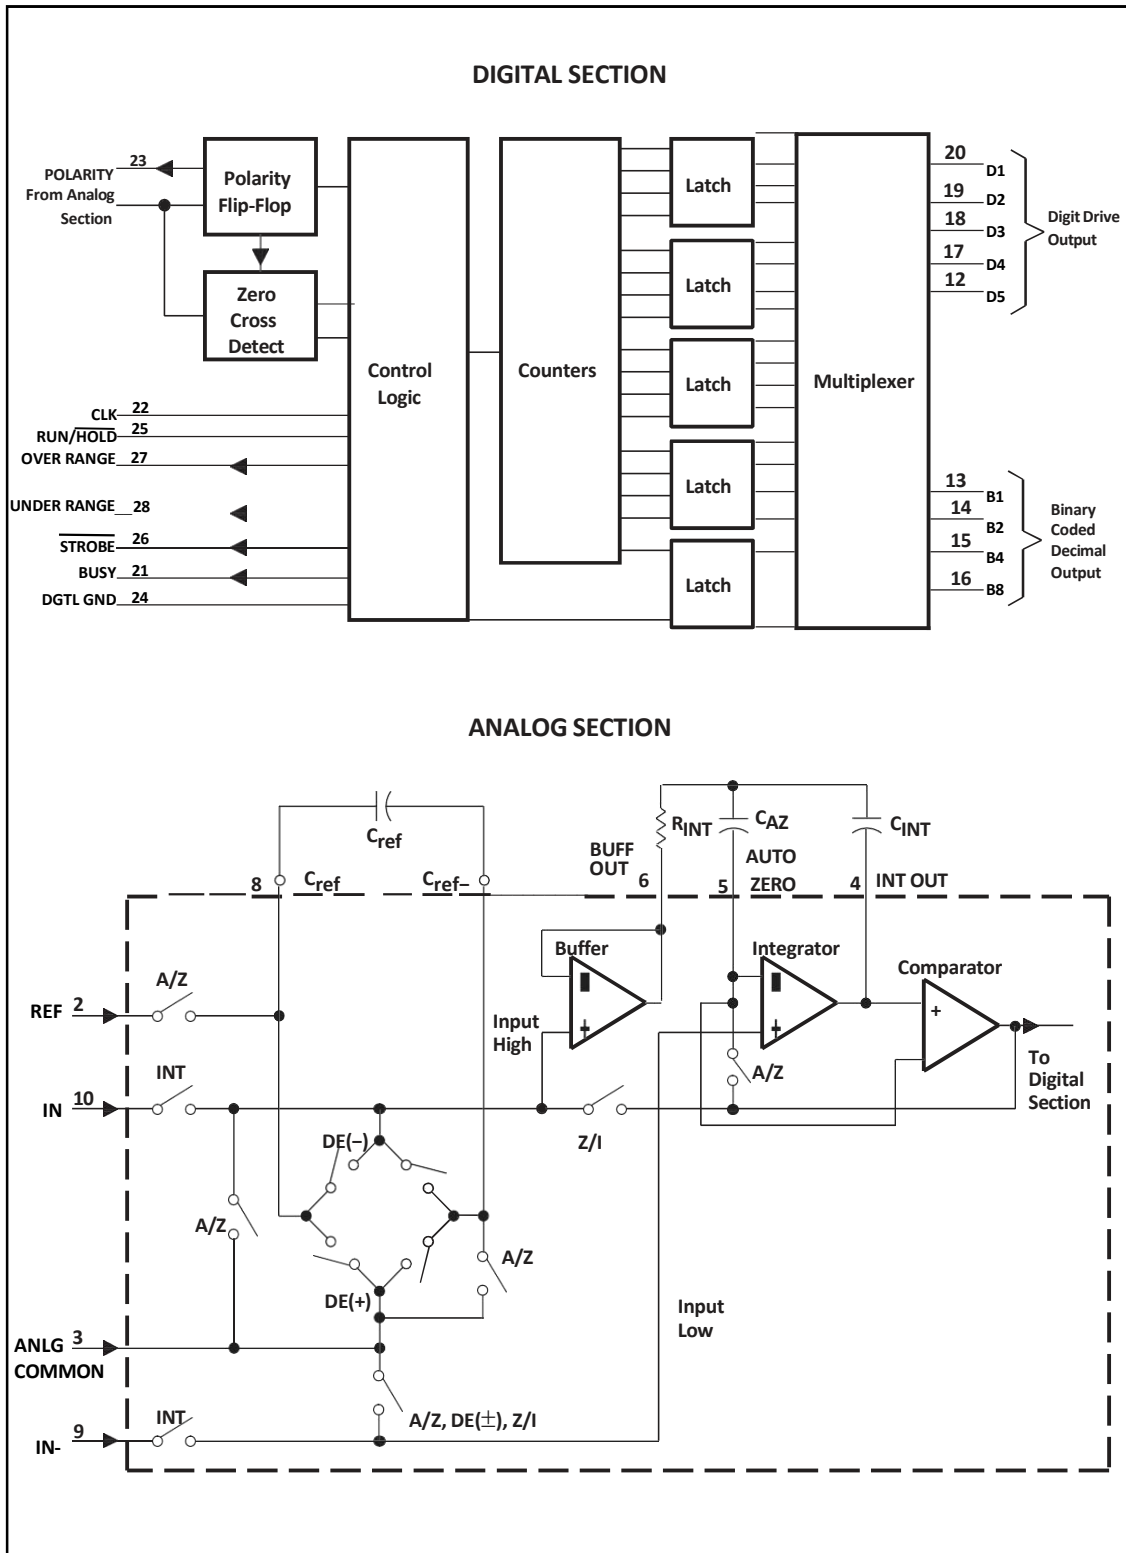 DIGITAL SECTION
POLARITY 23
From Analog
Section
Polarity
Flip-Flop
Zero
Cross
Detect
Control
Logic
Counters
Latch
Latch
Latch
Latch
Latch
Multiplexer
20 D1
19 D2
18 D3
17 D4
12 D5
Digit Drive
Output
13 B1
14 B2
15 B4
16 B8
Binary
Coded
Decimal
Output
CLK 22
RUN/HOLD 25
OVER RANGE 27
UNDER RANGE 28
STROBE 26
BUSY 21
DGTL GND 24
ANALOG SECTION
Cref
8 Cref
Cref–
RINT
CAZ
CINT
BUFF
OUT
6
AUTO
ZERO
5
4 INT OUT
Buffer
Integrator
Comparator
+
+
+
Input
High
A/Z
REF 2
INT
IN 10
A/Z
Z/I
To
Digital
Section
DE(–)
A/Z
A/Z
DE(+)
Input
Low
ANLG 3
COMMON
A/Z, DE(±), Z/I
INT
IN- 9